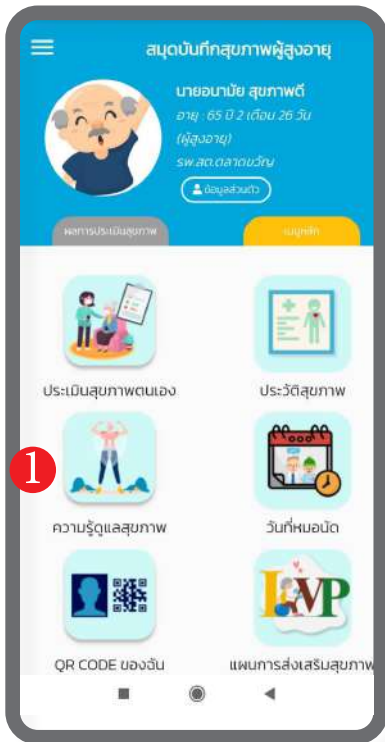 สมุดบันทึกสุขภาพผู้สูงอายุ
นายอนามัย สุขภาพดี
อายุ : 65 ปี 2 เดือน 26 วัน
(ผู้สูงอายุ)
รพ.สต.ตลาดขวัญ
ข้อมูลส่วนตัว
ผลการประเมินสุขภาพ
เมนูหลัก
ประเมินสุขภาพตนเอง
ประวัติสุขภาพ
1
ความรู้ดูแลสุขภาพ
วันที่หมอนัด
LVP
QR CODE ของฉัน
แผนการส่งเสริมสุขภาพ